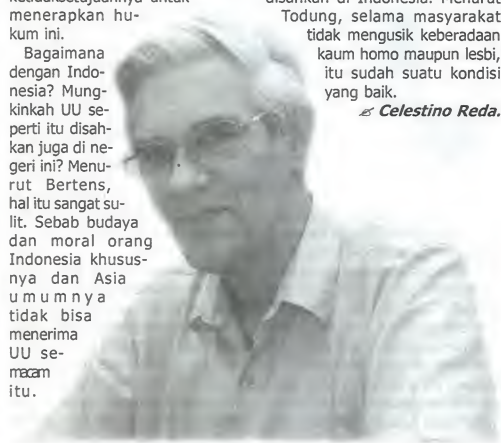 ketidaksetujuannya untuk
menerapkan hu-
kum ini.
Bagaimana
dengan Indo-
nesia? Mung-
kinkah UU se-
perti itu disah-
kan juga di ne-
geri ini? Menu-
rut Bertens,
hal itu sangat su-
lit. Sebab budaya
dan moral orang
Indonesia khusus-
nya dan Asia
umumnya
tidak bisa
menerima
UU se-
macam
itu.
disahkan di Indonesia. Menurut
Todung, selama masyarakat
tidak mengusik keberadaan
kaum homo maupun lesbi,
itu sudah suatu kondisi
yang baik.
✍ Celestino Reda.